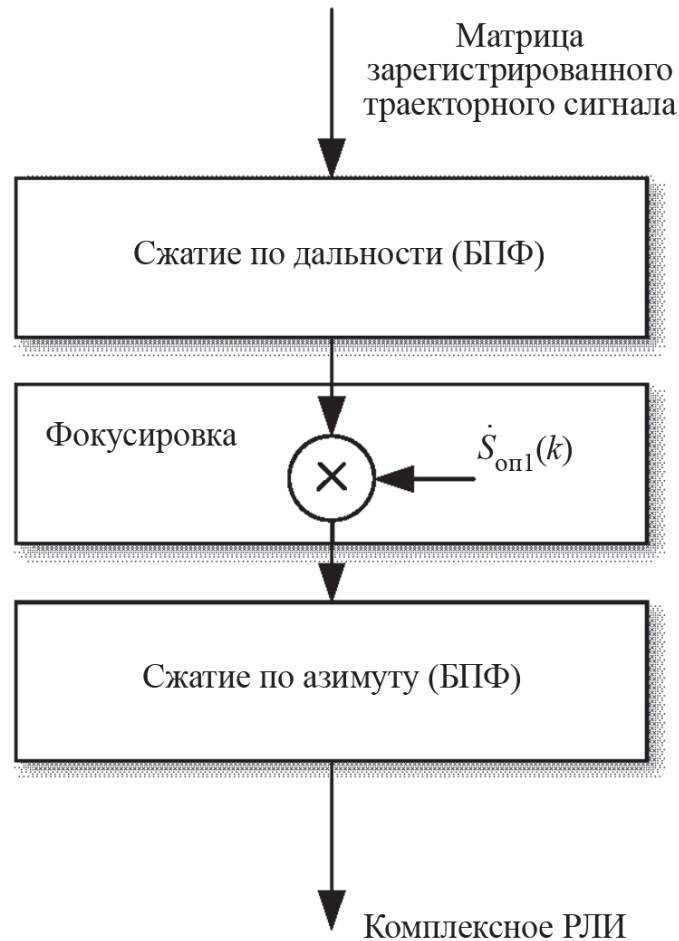 Матрица
зарегистрированного
траекторного сигнала
Сжатие по дальности (БПФ)
Фокусировка
Ṡоп1(k)
Сжатие по азимуту (БПФ)
Комплексное РЛИ